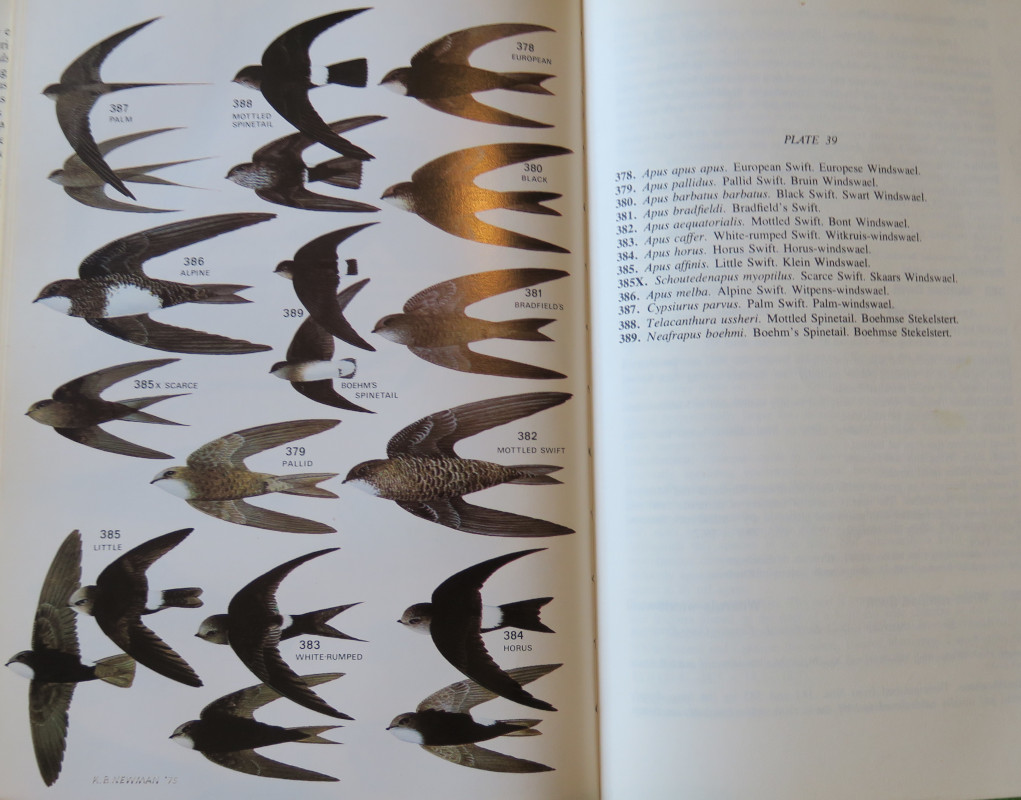 387
PALM
388
MOTTLED
SPINETAIL
378
EUROPEAN
380
BLACK
386
ALPINE
389
BOEHM'S
SPINETAIL
381
BRADFIELD'S
385X SCARCE
379
PALLID
382
MOTTLED SWIFT
385
LITTLE
383
WHITE-RUMPED
384
HORUS
K.B NEWMAN '75
PLATE 39
378. Apus apus apus. European Swift. Europese Windswael.
379. Apus pallidus. Pallid Swift. Bruin Windswael.
380. Apus barbatus barbatus. Black Swift. Swart Windswael.
381. Apus bradfieldi. Bradfield's Swift.
382. Apus aequatorialis. Mottled Swift. Bont Windswael.
383. Apus caffer. White-rumped Swift. Witkruis-windswael.
384. Apus horus. Horus Swift. Horus-windswael.
385. Apus affinis. Little Swift. Klein Windswael.
385X. Schoutedenapus myoptilus. Scarce Swift. Skaars Windswael.
386. Apus melba. Alpine Swift. Witpens-windswael.
387. Cypsiurus parvus. Palm Swift. Palm-windswael.
388. Telacanthura ussheri. Mottled Spinetail. Boehmse Stekelstert.
389. Neafrapus boehmi. Boehm's Spinetail. Boehmse Stekelstert.